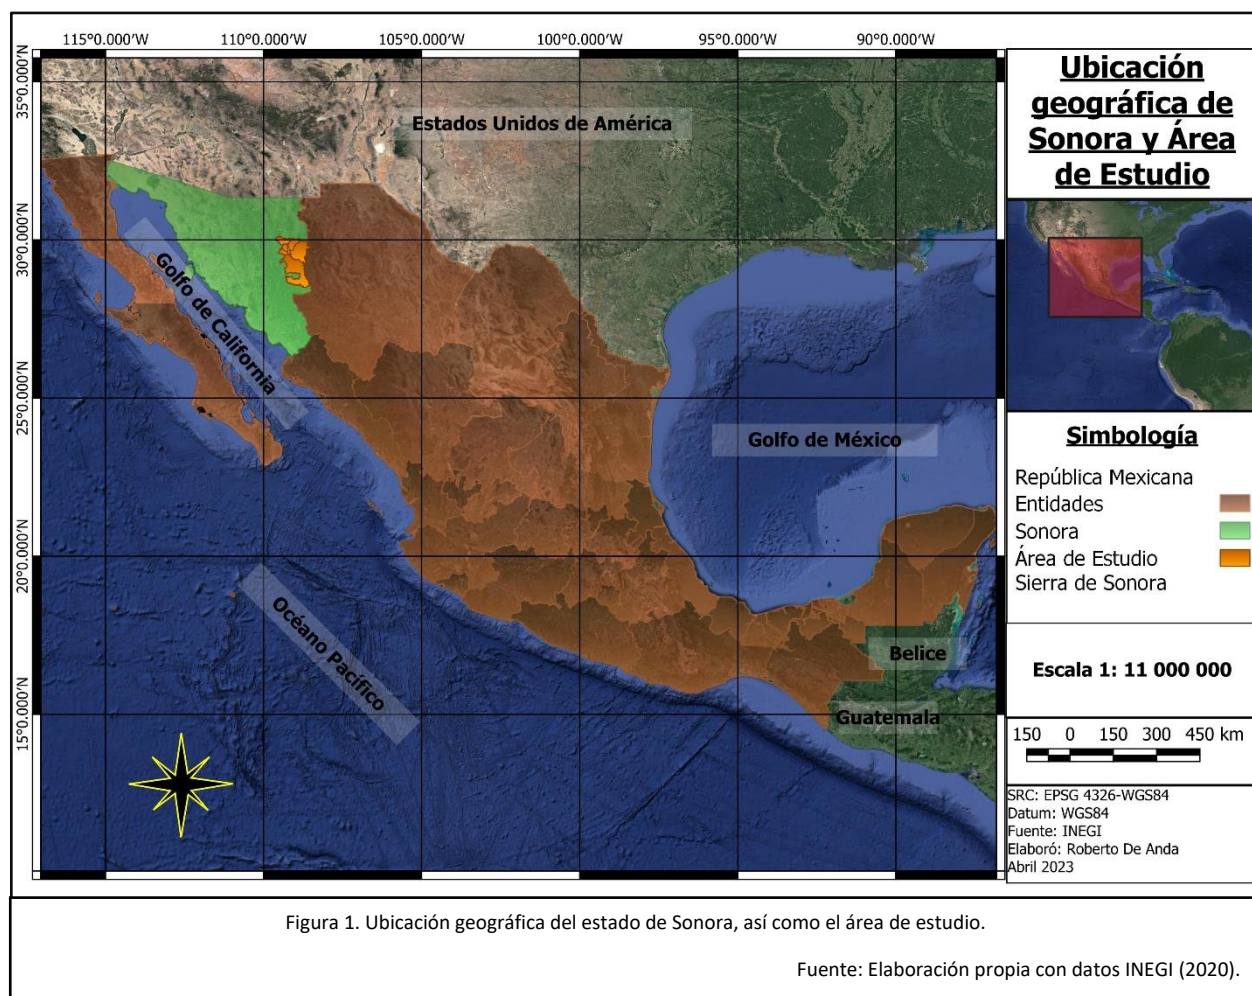 115°0.000'W 110°0.000'W 105°0.000'W 100°0.000'W 95°0.000'W 90°0.000'W
35°0.000'N
30°0.000'N
25°0.000'N
20°0.000'N
15°0.000'N
Estados Unidos de América
Golfo de California
Golfo de México
Océano Pacífico
Belice
Guatemala
Ubicación
geográfica de
Sonora y Área
de Estudio
Simbología
República Mexicana
Entidades
Sonora
Área de Estudio
Sierra de Sonora
Escala 1: 11 000 000
150 0 150 300 450 km
SRC: EPSG 4326-WGS84
Datum: WGS84
Fuente: INEGI
Elaboró: Roberto De Anda
Abril 2023
Figura 1. Ubicación geográfica del estado de Sonora, así como el área de estudio.
Fuente: Elaboración propia con datos INEGI (2020).